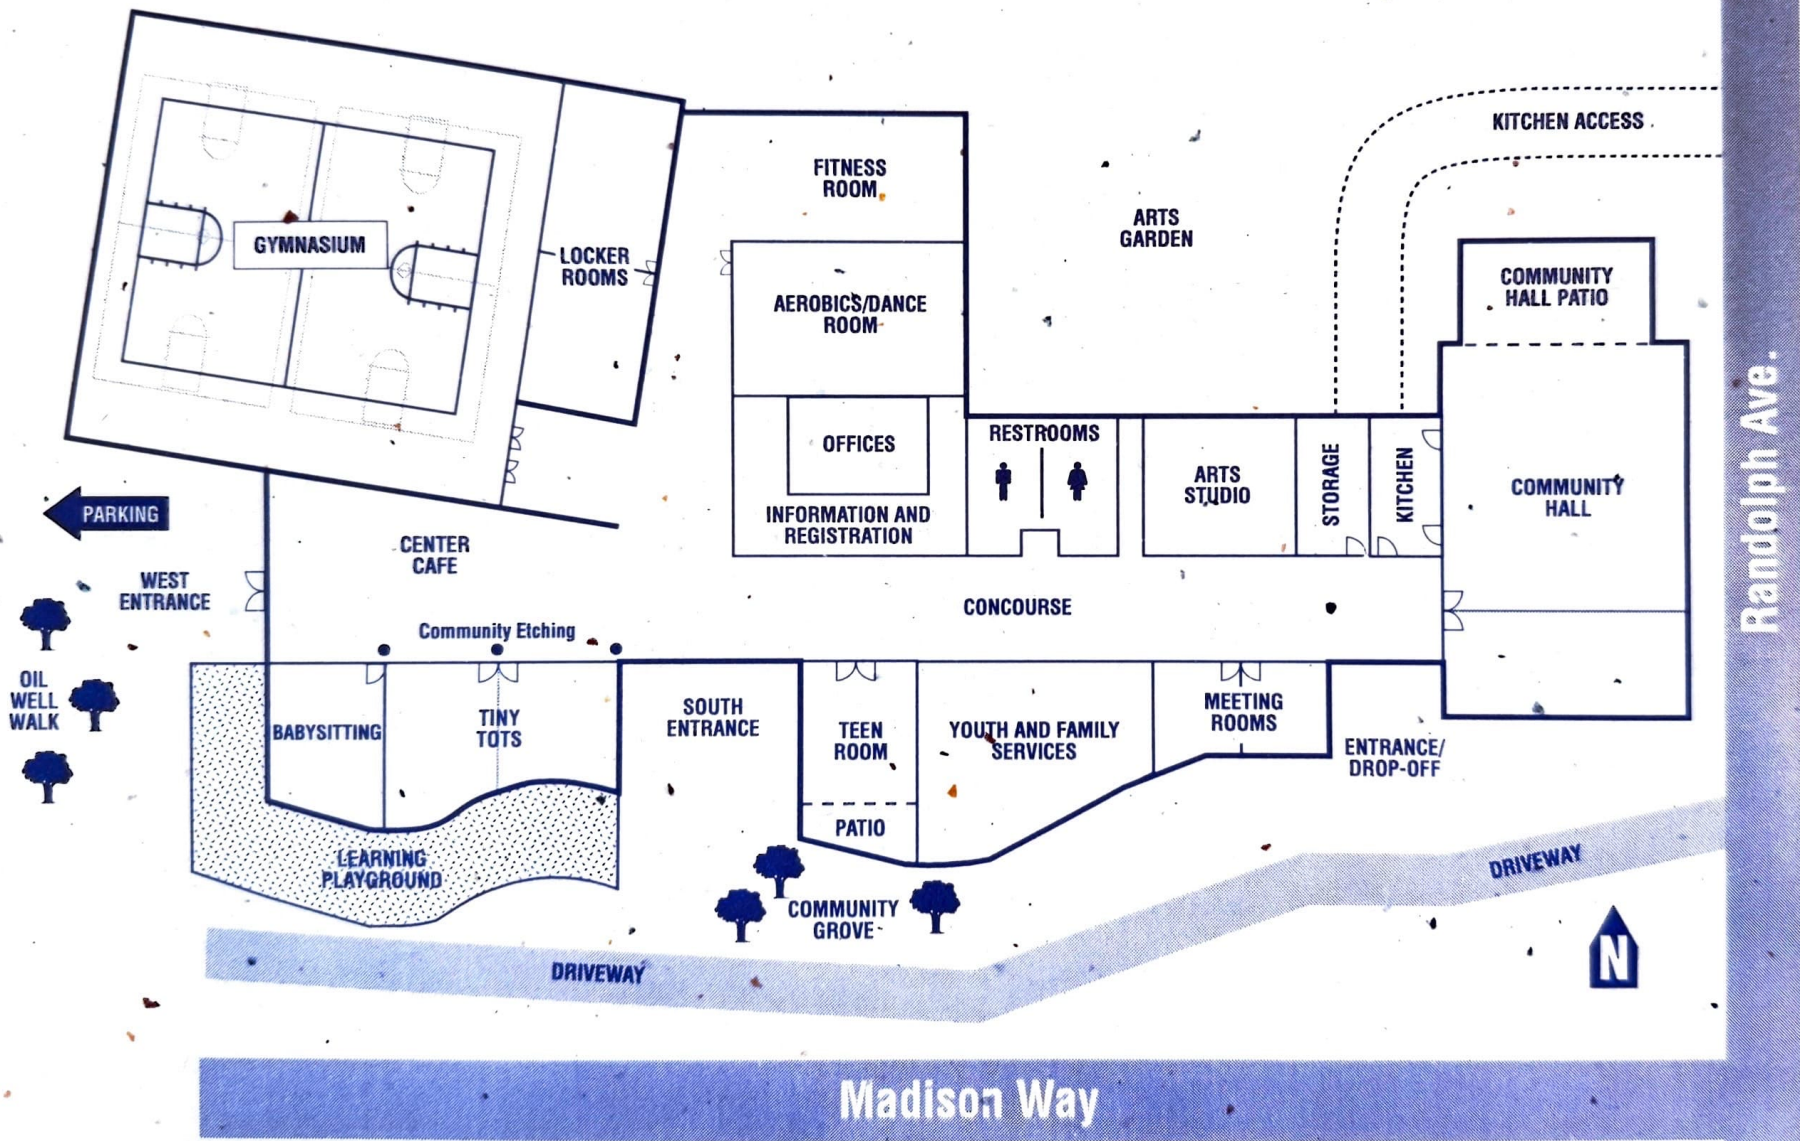 KITCHEN ACCESS
FITNESS
ROOM
ARTS
GARDEN
GYMNASIUM
LOCKER
ROOMS
COMMUNITY
HALL PATIO
AEROBICS/DANCE
ROOM
Randolph Ave.
OFFICES
RESTROOMS
ARTS
STUDIO
STORAGE
KITCHEN
COMMUNITY
HALL
PARKING
INFORMATION AND
REGISTRATION
CENTER
CAFE
WEST
ENTRANCE
CONCOURSE
Community Etching
OIL
WELL
WALK
BABYSITTING
TINY
TOTS
SOUTH
ENTRANCE
TEEN
ROOM
YOUTH AND FAMILY
SERVICES
MEETING
ROOMS
ENTRANCE/
DROP-OFF
PATIO
LEARNING
PLAYGROUND
COMMUNITY
GROVE
DRIVEWAY
DRIVEWAY
N
Madison Way